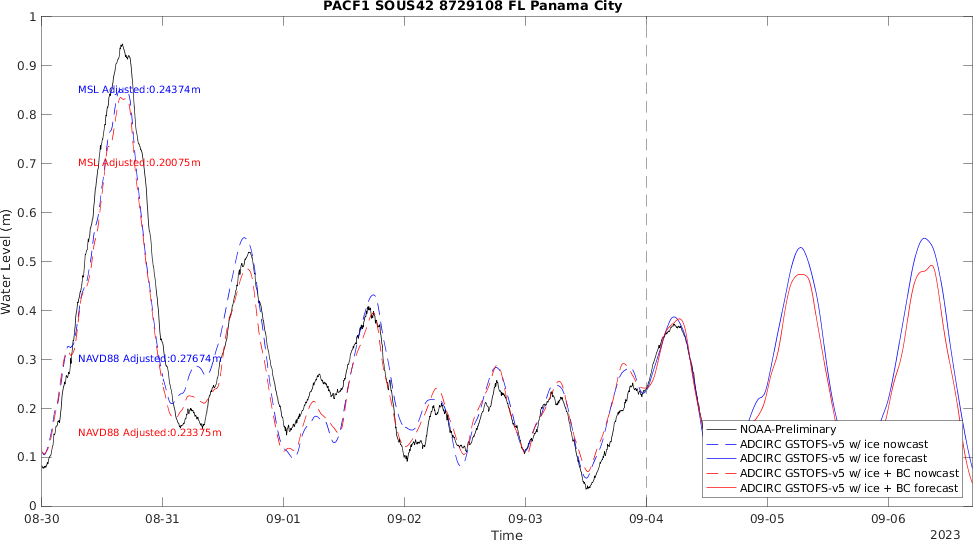 PACF1 SOUS42 8729108 FL Panama City
1
0.9
0.8
0.7
0.6
0.5
0.4
0.3
0.2
0.1
0
Water Level (m)
MSL Adjusted:0.24374m
MSL Adjusted:0.20075m
NAVD88 Adjusted:0.27674m
NAVD88 Adjusted:0.23375m
NOAA-Preliminary
ADCIRC GSTOFS-v5 w/ ice nowcast
ADCIRC GSTOFS-v5 w/ ice forecast
ADCIRC GSTOFS-v5 w/ ice + BC nowcast
ADCIRC GSTOFS-v5 w/ ice + BC forecast
08-30 08-31 09-01 09-02 09-03 09-04 09-05 09-06
Time
2023